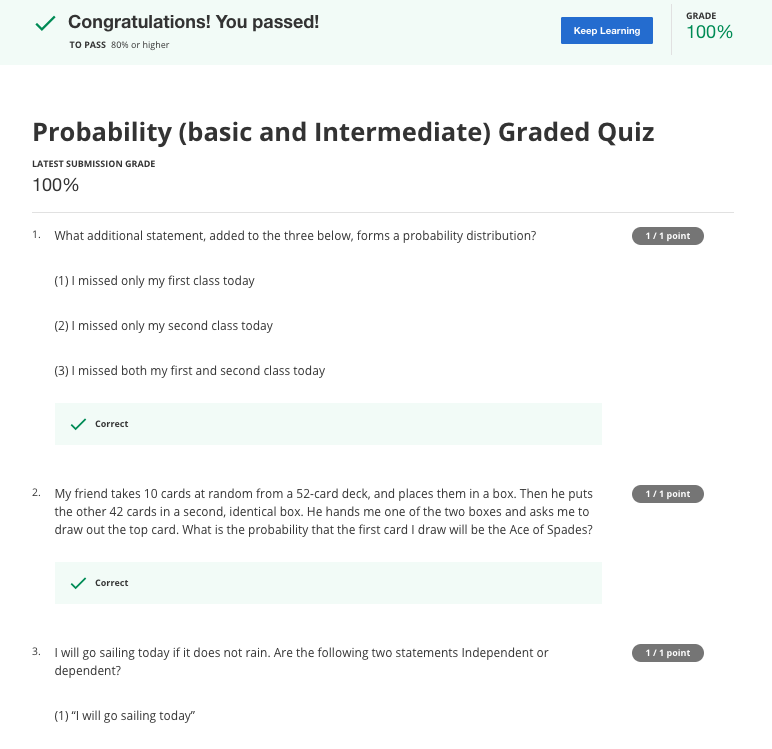 Congratulations! You passed!
TO PASS 80% or higher
Keep Learning
GRADE
100%
Probability (basic and Intermediate) Graded Quiz
LATEST SUBMISSION GRADE
100%
1. What additional statement, added to the three below, forms a probability distribution?
1 / 1 point
(1) I missed only my first class today
(2) I missed only my second class today
(3) I missed both my first and second class today
Correct
2. My friend takes 10 cards at random from a 52-card deck, and places them in a box. Then he puts
the other 42 cards in a second, identical box. He hands me one of the two boxes and asks me to
draw out the top card. What is the probability that the first card I draw will be the Ace of Spades?
1 / 1 point
Correct
3. I will go sailing today if it does not rain. Are the following two statements Independent or
dependent?
1 / 1 point
(1) “I will go sailing today”